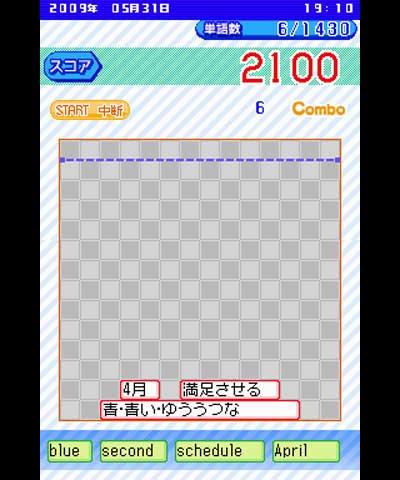 2009年 05月31日 19:10
単語数 6/1430
スコア 2100
START 中断 6 Combo
4月 満足させる
青・青い・ゆううつな
blue second schedule April